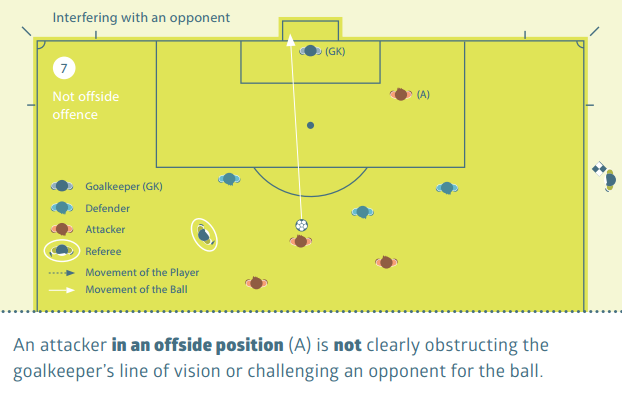 Interfering with an opponent
(GK)
7
Not offside
offence
(A)
Goalkeeper (GK)
Defender
Attacker
Referee
Movement of the Player
Movement of the Ball
An attacker in an offside position (A) is not clearly obstructing the
goalkeeper's line of vision or challenging an opponent for the ball.